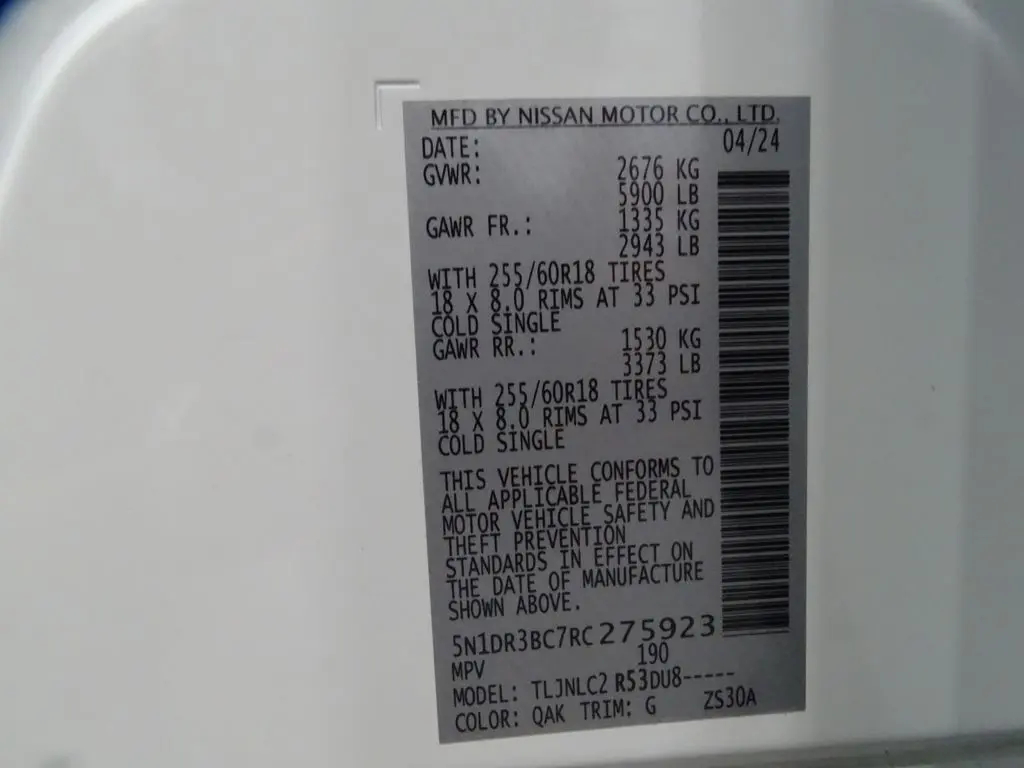 MFD BY NISSAN MOTOR CO., LTD.
DATE: 04/24
GVWR: 2676 KG
5900 LB
GAWR FR.: 1335 KG
2943 LB
WITH 255/60R18 TIRES
18 X 8.0 RIMS AT 33 PSI
COLD SINGLE
GAWR RR.: 1530 KG
3373 LB
WITH 255/60R18 TIRES
18 X 8.0 RIMS AT 33 PSI
COLD SINGLE
THIS VEHICLE CONFORMS TO
ALL APPLICABLE FEDERAL
MOTOR VEHICLE SAFETY AND
THEFT PREVENTION
STANDARDS IN EFFECT ON
THE DATE OF MANUFACTURE
SHOWN ABOVE.
5N1DR3BC7RC275923
MPV 190
MODEL: TLJNLC2 R53DU8-----
COLOR: QAK TRIM: G ZS30A